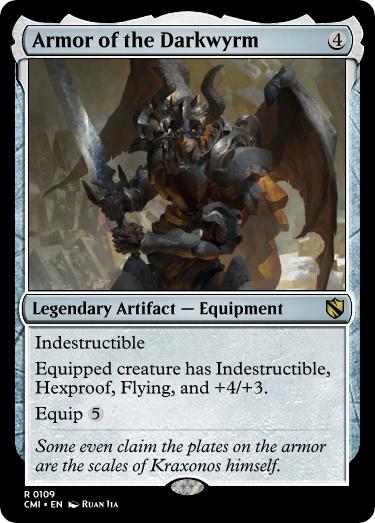 Armor of the Darkwyrm 4
Legendary Artifact — Equipment
Indestructible
Equipped creature has Indestructible,
Hexproof, Flying, and +4/+3.
Equip 5
Some even claim the plates on the armor
are the scales of Kraxonos himself.
R 0109
CMI • EN Ruan Jia